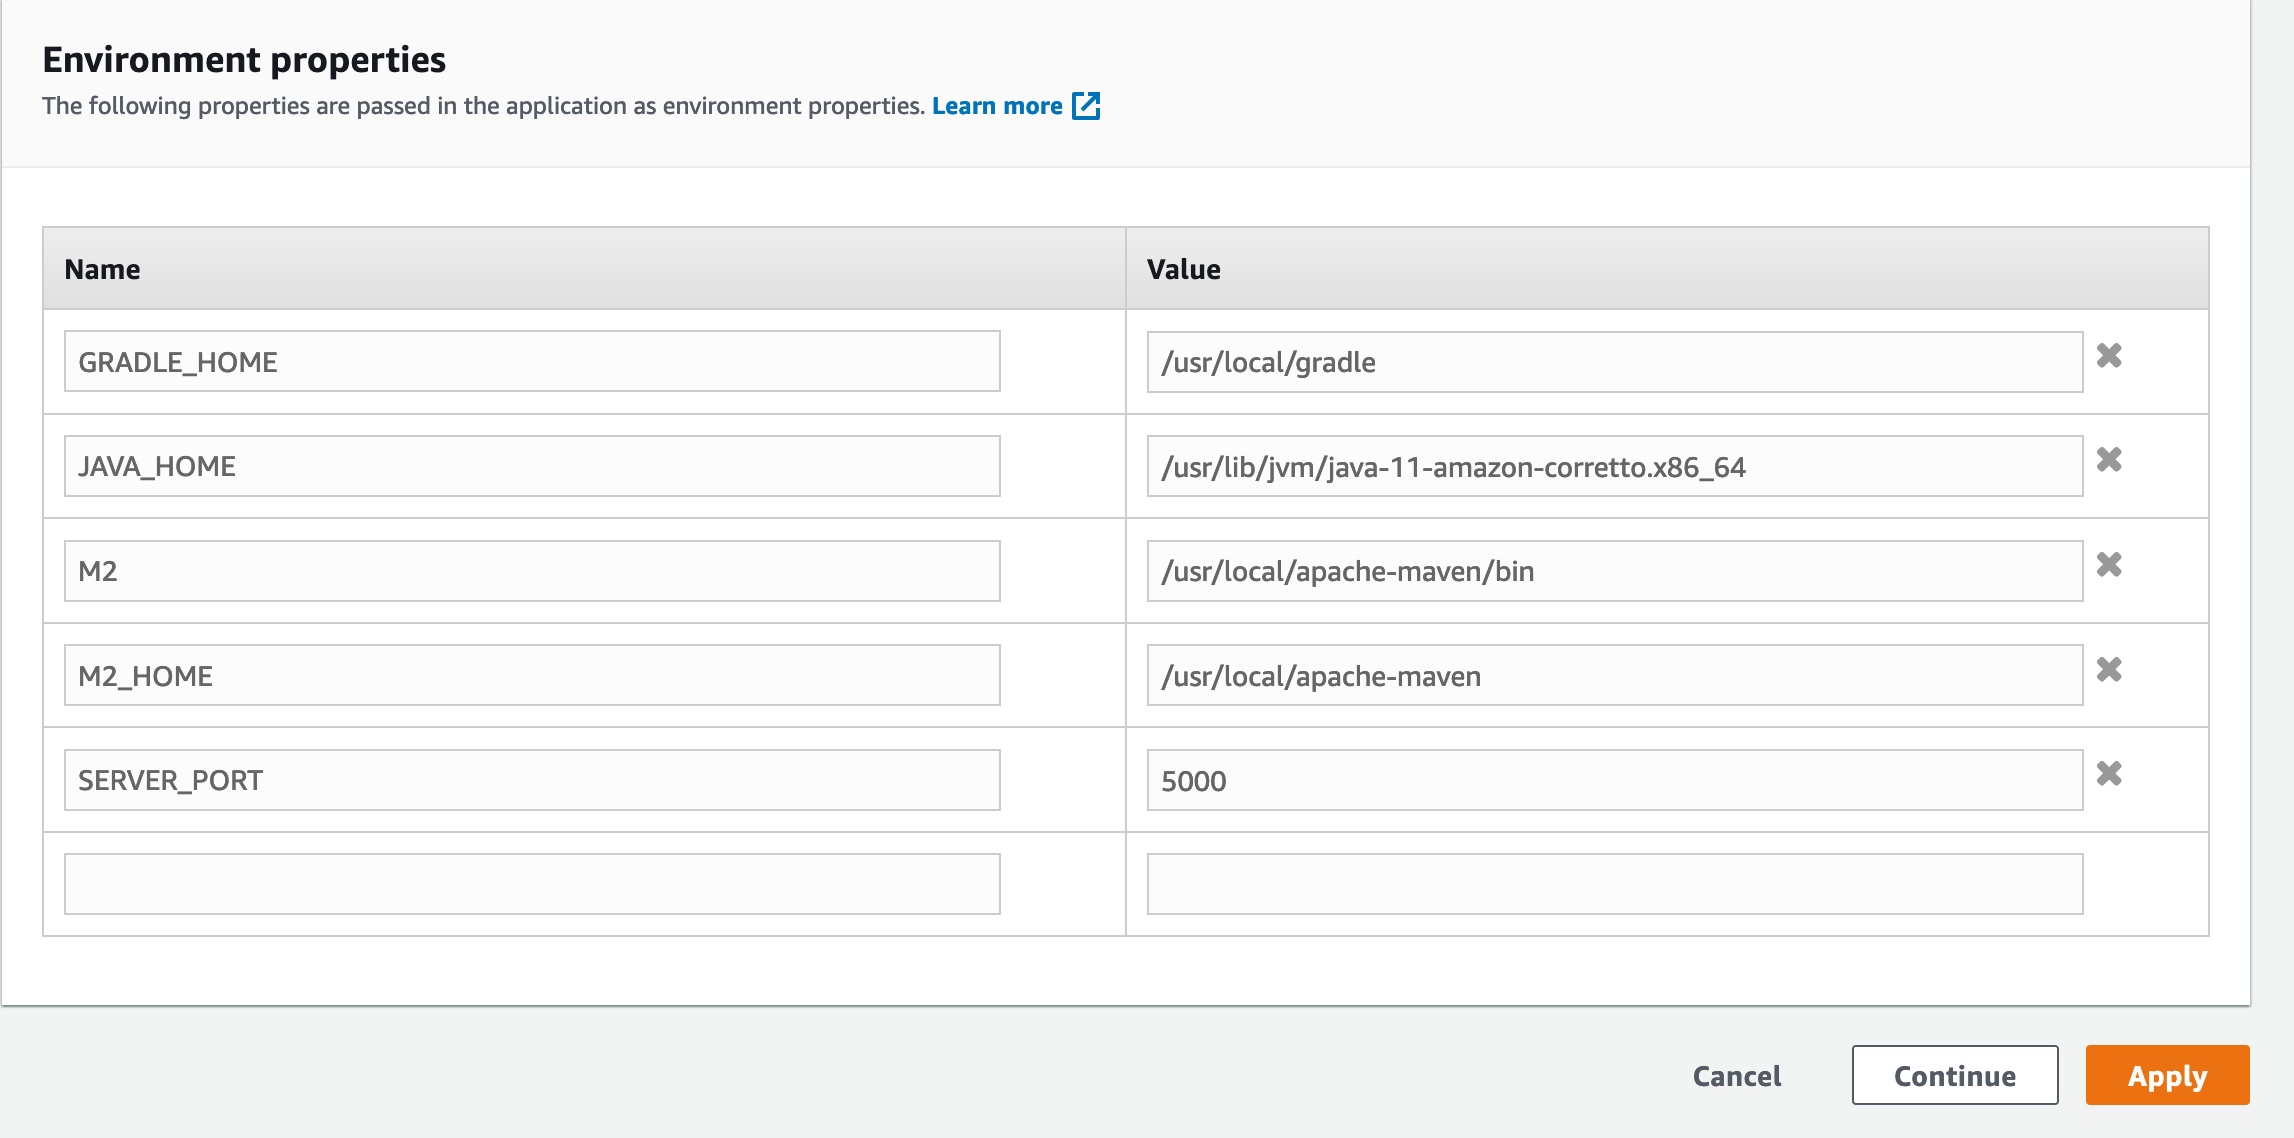 Environment properties
The following properties are passed in the application as environment properties. Learn more
Name Value
GRADLE_HOME /usr/local/gradle
JAVA_HOME /usr/lib/jvm/java-11-amazon-corretto.x86_64
M2 /usr/local/apache-maven/bin
M2_HOME /usr/local/apache-maven
SERVER_PORT 5000
Cancel Continue Apply